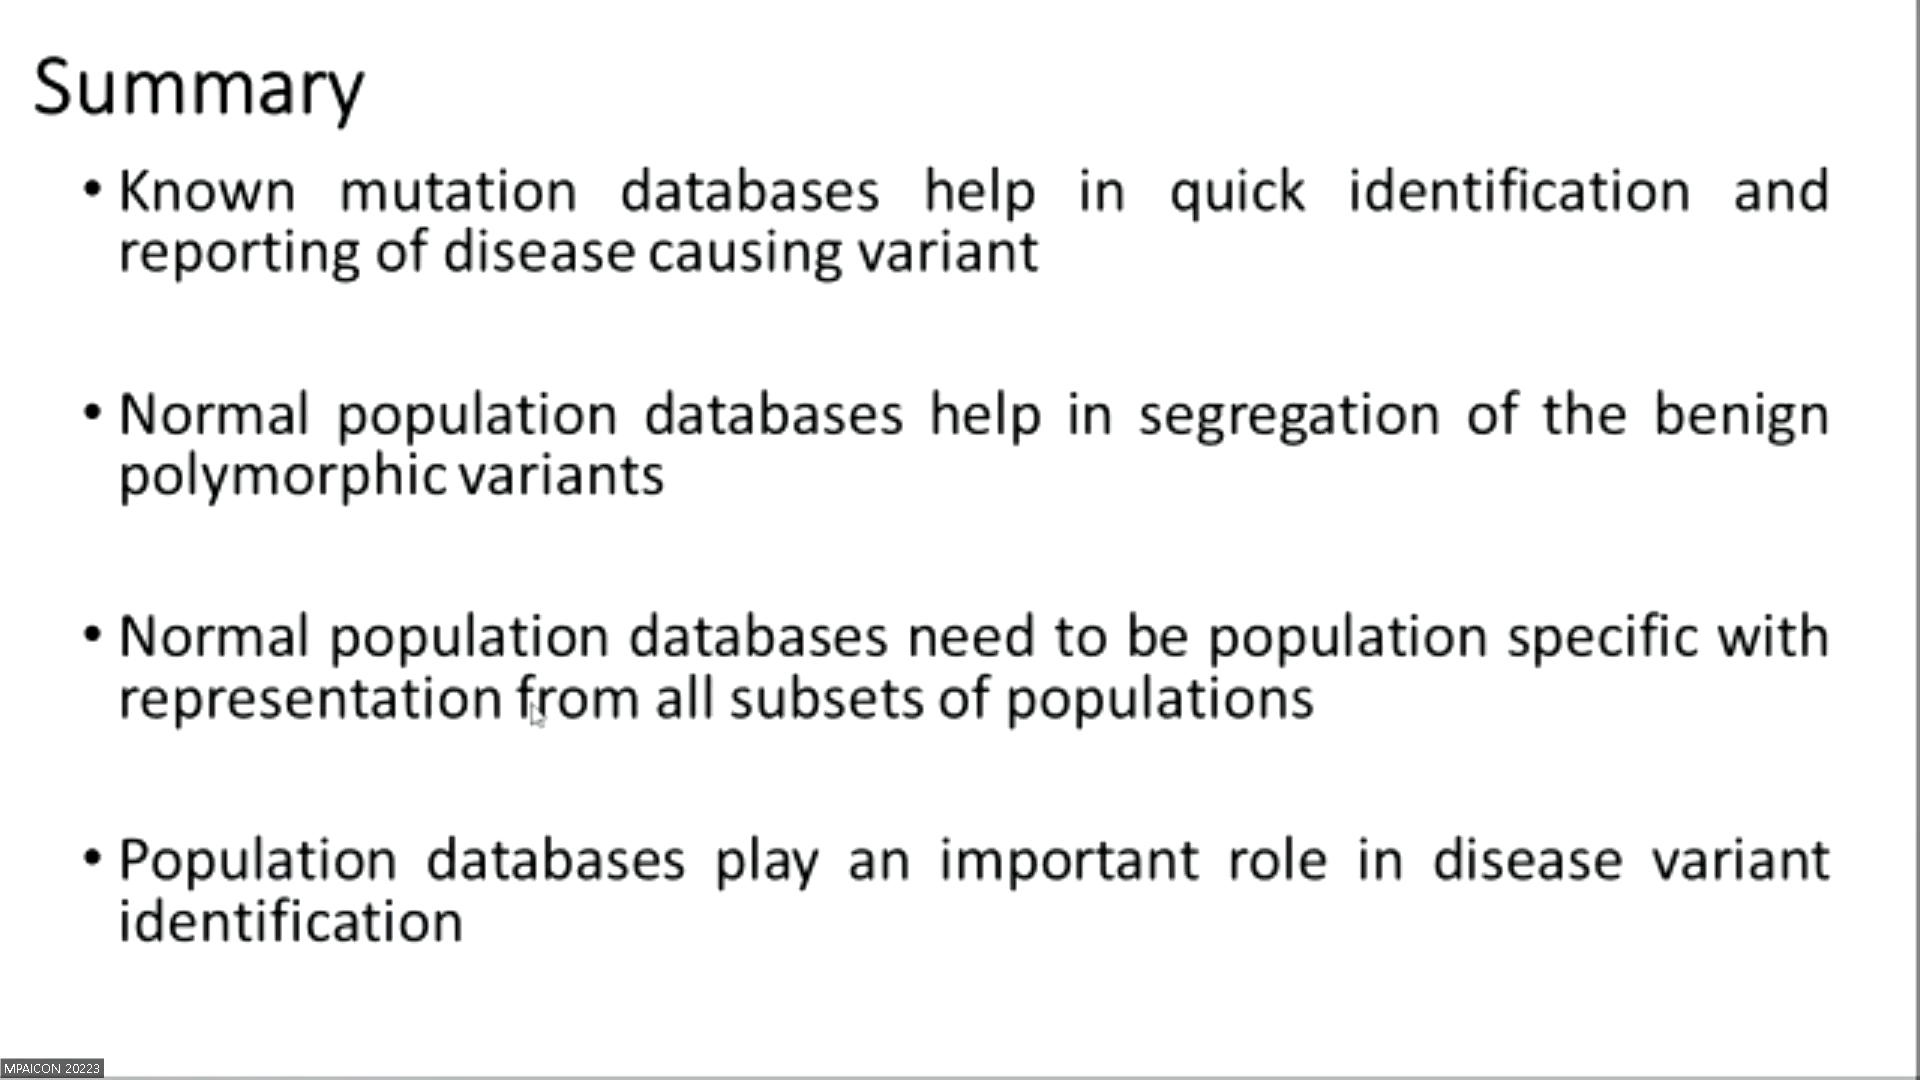 Summary
• Known mutation databases help in quick identification and
reporting of disease causing variant
• Normal population databases help in segregation of the benign
polymorphic variants
• Normal population databases need to be population specific with
representation from all subsets of populations
• Population databases play an important role in disease variant
identification
MPAICON 20223